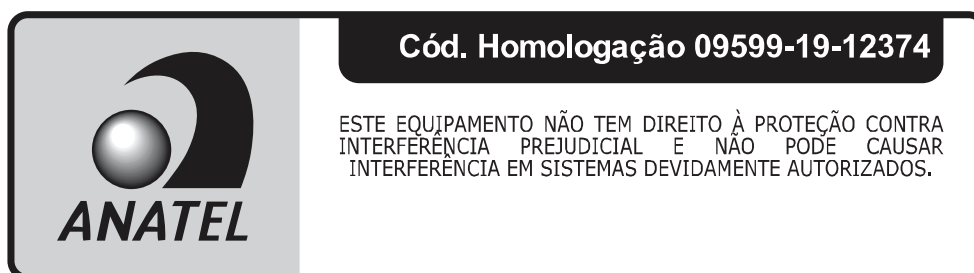 Cód. Homologação 09599-19-12374
ESTE EQUIPAMENTO NÃO TEM DIREITO À PROTEÇÃO CONTRA
INTERFERÊNCIA PREJUDICIAL E NÃO PODE CAUSAR
INTERFERÊNCIA EM SISTEMAS DEVIDAMENTE AUTORIZADOS.
ANATEL